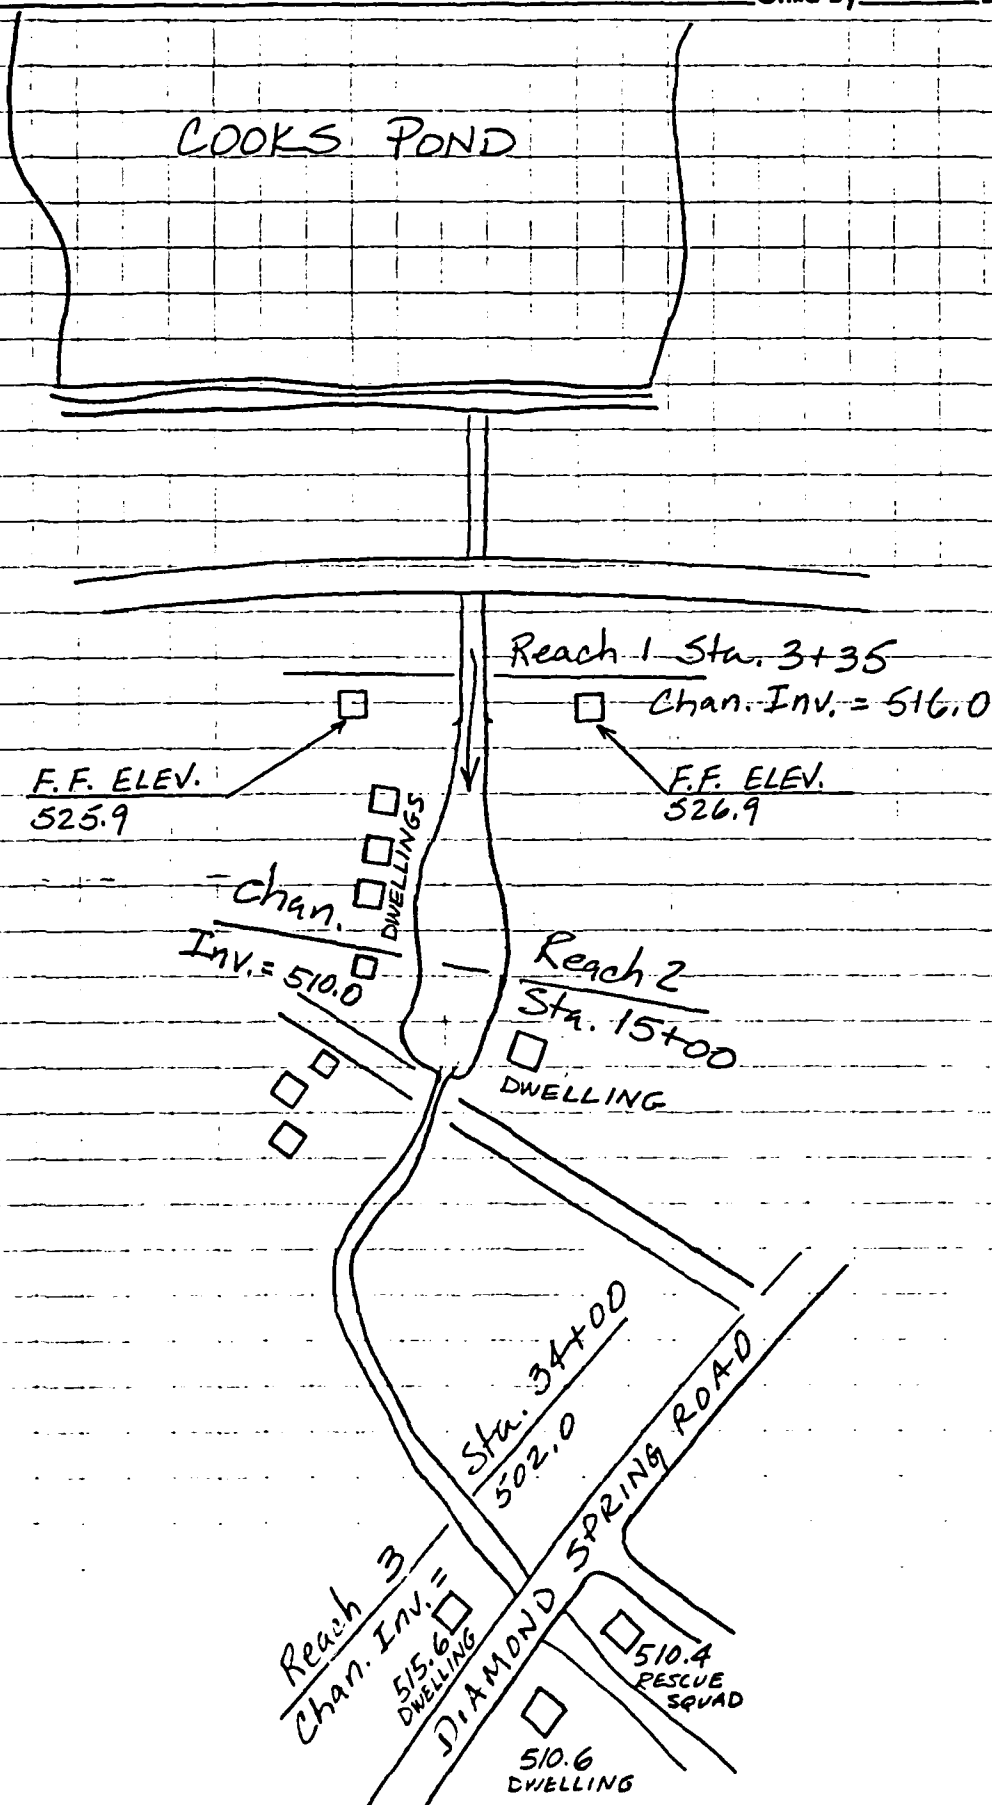 COOKS POND
Reach 1 Sta. 3+35
Chan. Inv. = 516.0
F.F. ELEV.
525.9
F.F. ELEV.
526.9
DWELLINGS
Chan.
Inv. = 510.0
Reach 2
Sta. 15+00
DWELLING
Sta. 34+00
502.0
Reach 3
Chan. Inv. =
515.6
DWELLING
DIAMOND SPRING ROAD
510.4
RESCUE
SQUAD
510.6
DWELLING